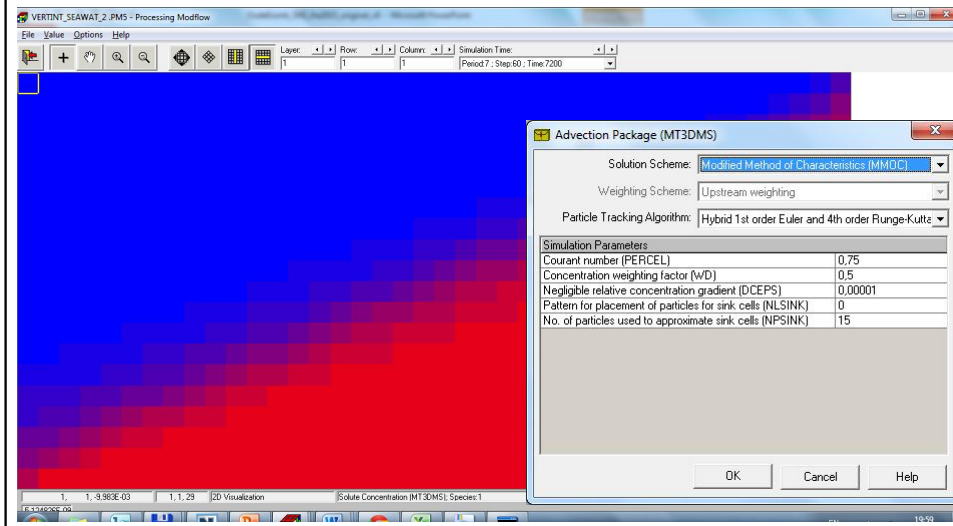 VERTINT_SEAWAT_2 .PM5 - Processing Modflow
File Value Options Help
Layer: Row: Column: Simulation Time:
1 1 1 Period:7 ; Step:60 ; Time:7200
Advection Package (MT3DMS)
Solution Scheme: Modified Method of Characteristics (MMOC)
Weighting Scheme: Upstream weighting
Particle Tracking Algorithm: Hybrid 1st order Euler and 4th order Runge-Kutta
Simulation Parameters
Courant number (PERCEL) 0,75
Concentration weighting factor (WD) 0,5
Negligible relative concentration gradient (DCEPS) 0,00001
Pattern for placement of particles for sink cells (NLSINK) 0
No. of particles used to approximate sink cells (NPSINK) 15
OK Cancel Help
1, 1,-9,983E-03 1, 1, 29 2D Visualization Solute Concentration (MT3DMS); Species:1
EN 19:59